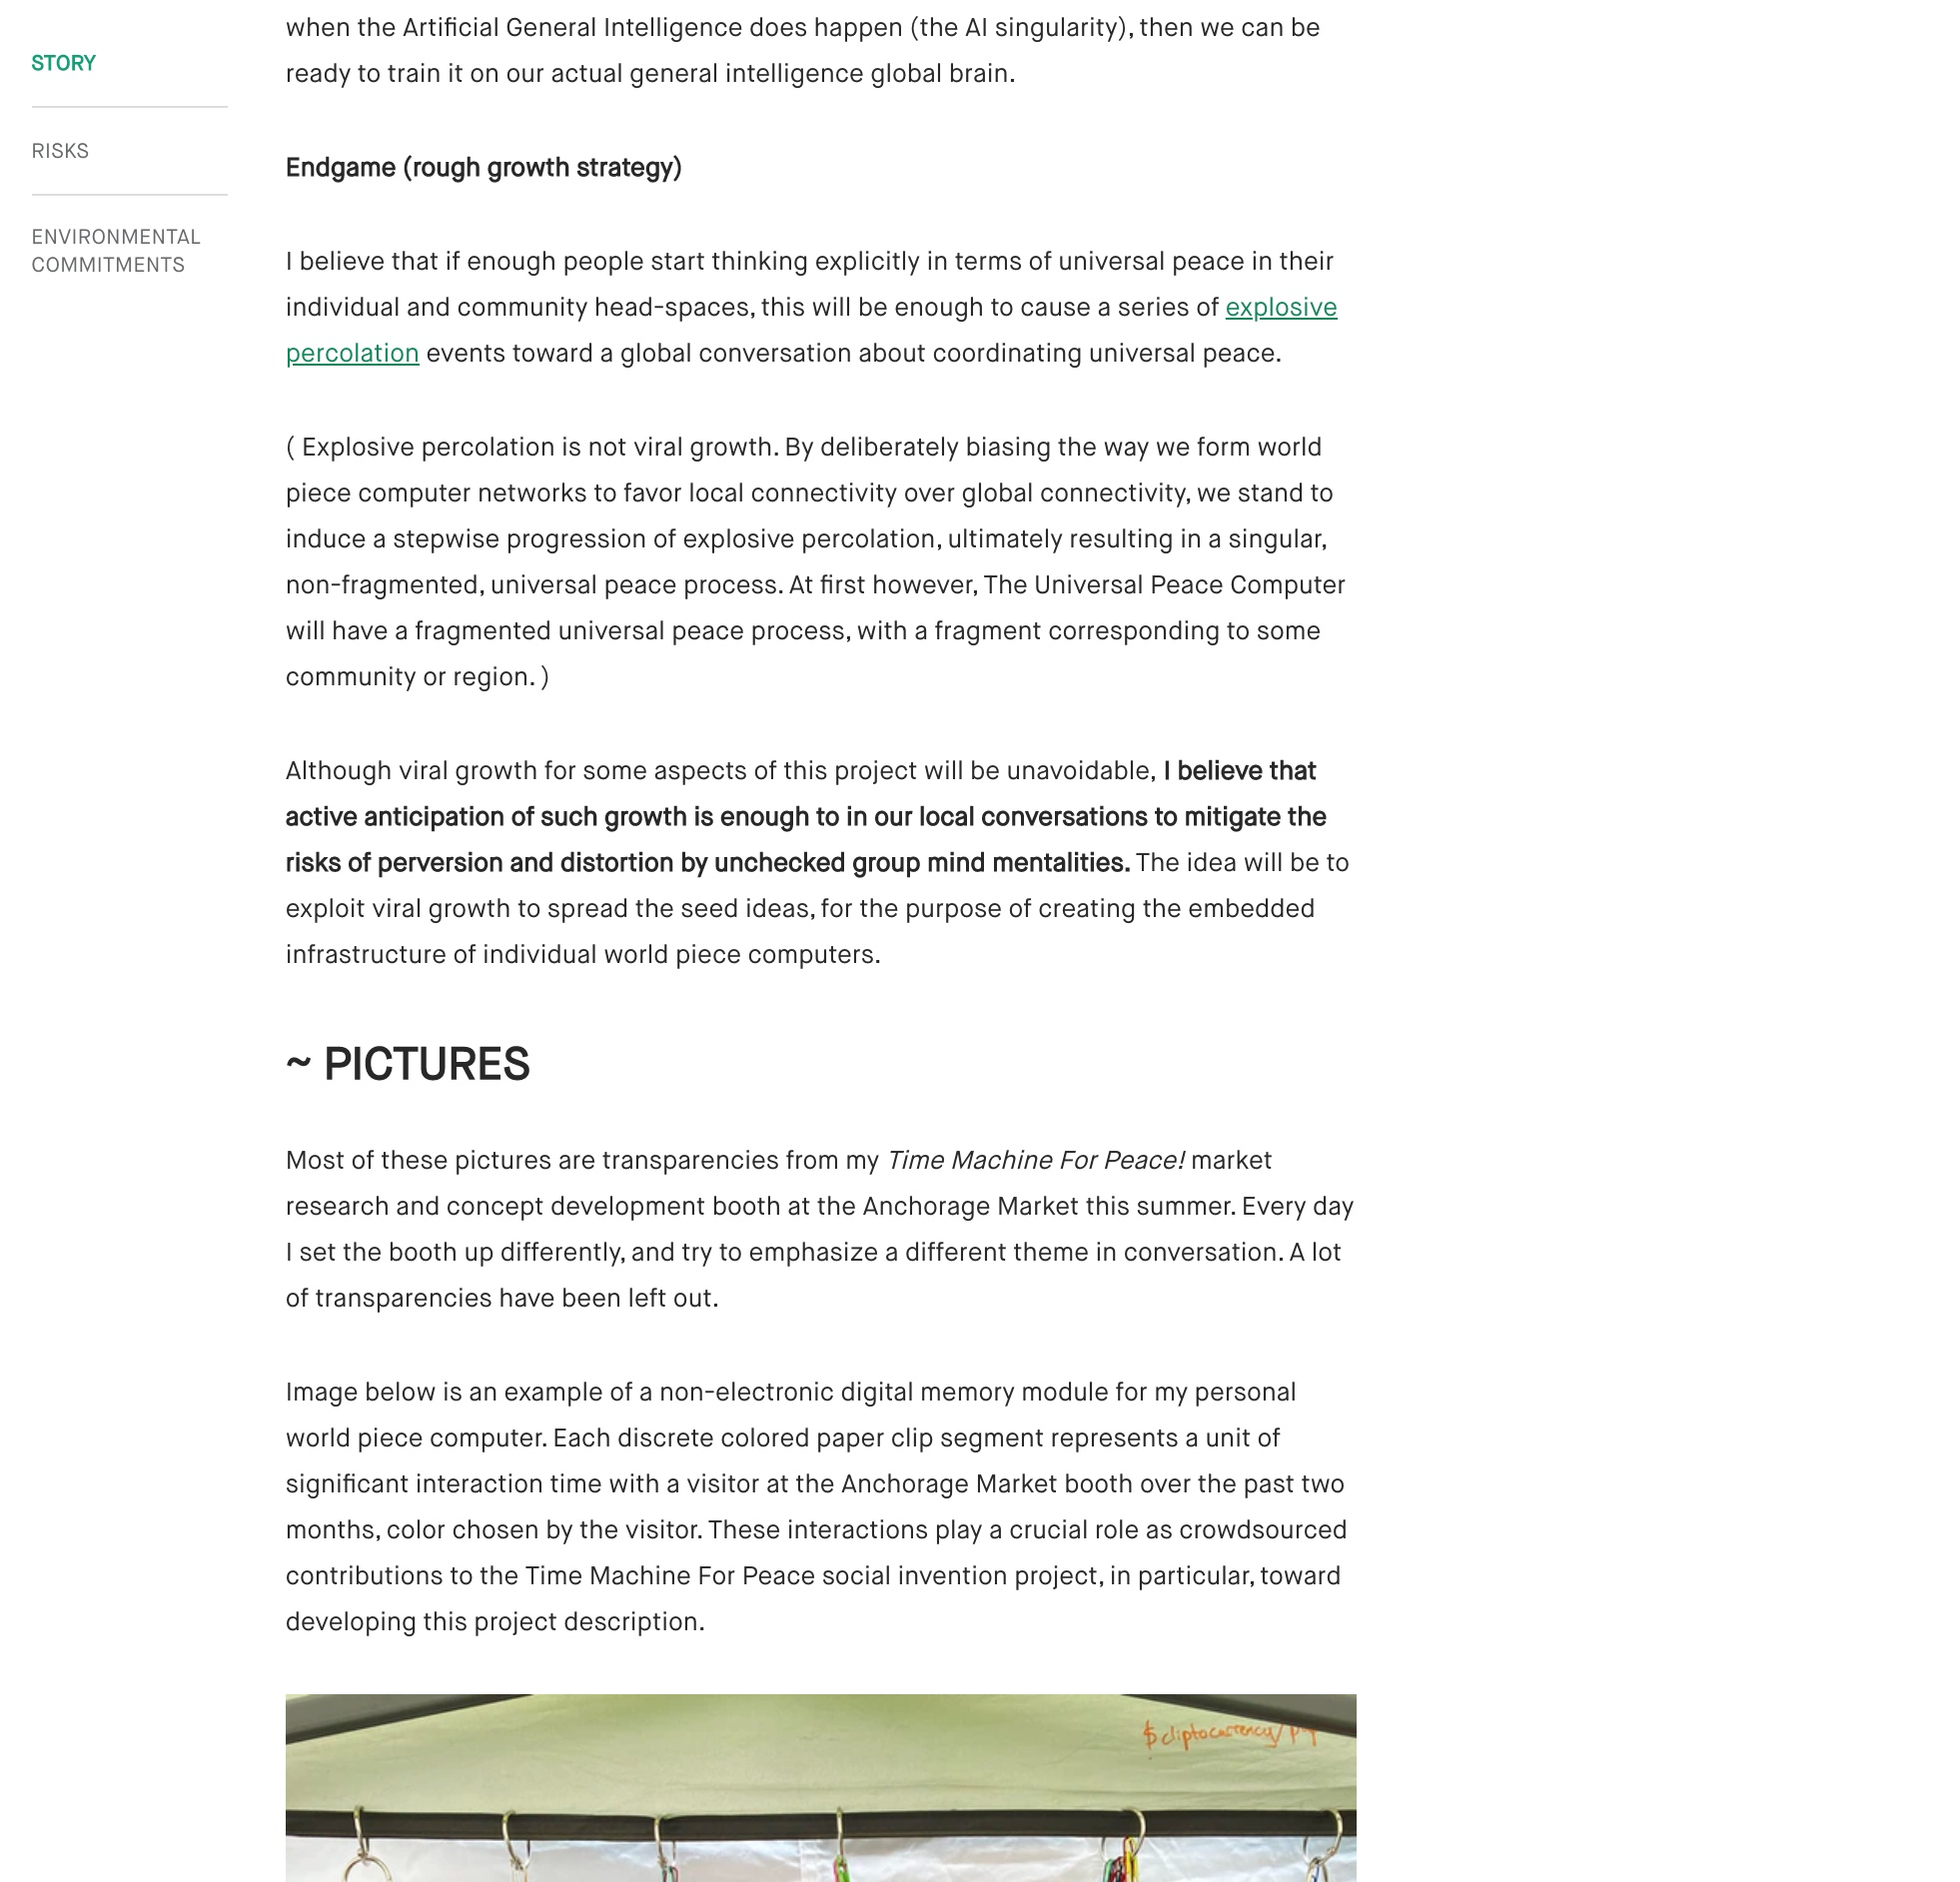 STORY
RISKS
ENVIRONMENTAL
COMMITMENTS
when the Artificial General Intelligence does happen (the AI singularity), then we can be
ready to train it on our actual general intelligence global brain.
Endgame (rough growth strategy)
I believe that if enough people start thinking explicitly in terms of universal peace in their
individual and community head-spaces, this will be enough to cause a series of explosive
percolation events toward a global conversation about coordinating universal peace.
( Explosive percolation is not viral growth. By deliberately biasing the way we form world
piece computer networks to favor local connectivity over global connectivity, we stand to
induce a stepwise progression of explosive percolation, ultimately resulting in a singular,
non-fragmented, universal peace process. At first however, The Universal Peace Computer
will have a fragmented universal peace process, with a fragment corresponding to some
community or region. )
Although viral growth for some aspects of this project will be unavoidable, I believe that
active anticipation of such growth is enough to in our local conversations to mitigate the
risks of perversion and distortion by unchecked group mind mentalities. The idea will be to
exploit viral growth to spread the seed ideas, for the purpose of creating the embedded
infrastructure of individual world piece computers.
~ PICTURES
Most of these pictures are transparencies from my Time Machine For Peace! market
research and concept development booth at the Anchorage Market this summer. Every day
I set the booth up differently, and try to emphasize a different theme in conversation. A lot
of transparencies have been left out.
Image below is an example of a non-electronic digital memory module for my personal
world piece computer. Each discrete colored paper clip segment represents a unit of
significant interaction time with a visitor at the Anchorage Market booth over the past two
months, color chosen by the visitor. These interactions play a crucial role as crowdsourced
contributions to the Time Machine For Peace social invention project, in particular, toward
developing this project description.
$cliptocurrency/